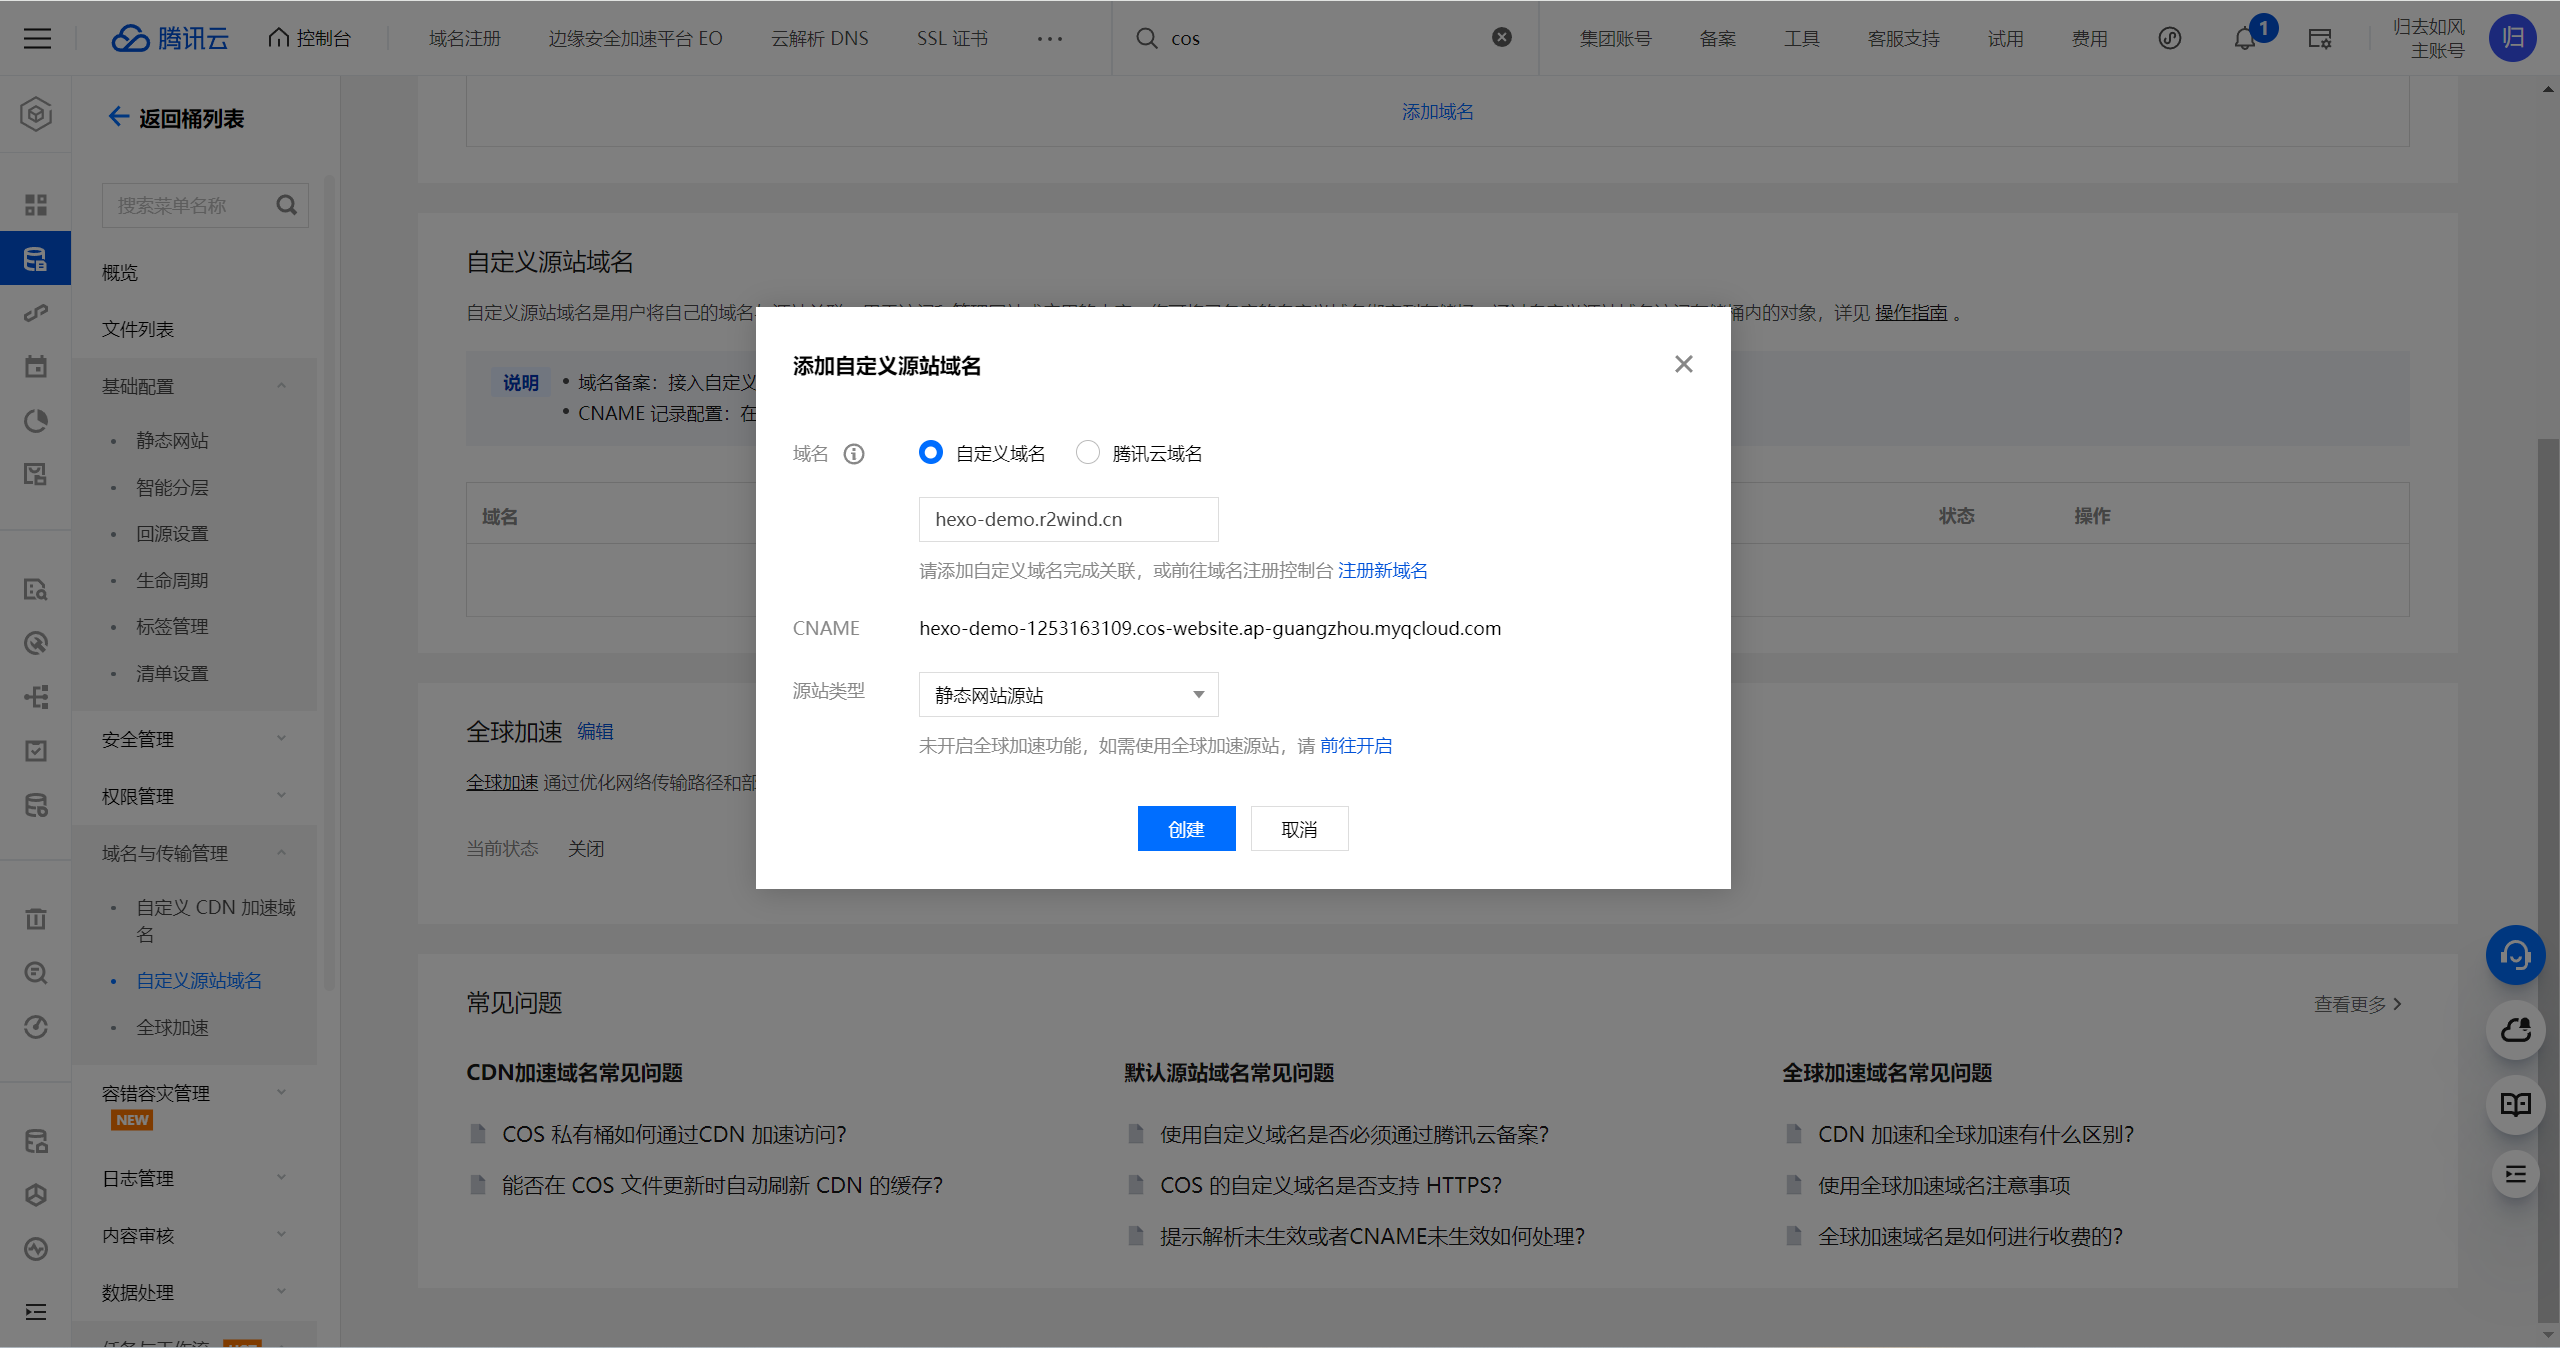 腾讯云 控制台 域名注册 边缘安全加速平台 EO 云解析 DNS SSL 证书 ··· cos 集团账号 备案 工具 客服支持 试用 费用 1 归去如风 归
主账号
返回桶列表
搜索菜单名称
概览
文件列表
基础配置
静态网站
智能分层
回源设置
生命周期
标签管理
清单设置
安全管理
权限管理
域名与传输管理
自定义 CDN 加速域
名
自定义源站域名
全球加速
容错容灾管理
NEW
日志管理
内容审核
数据处理
添加域名
自定义源站域名
自定义源站域名是用户将自己的域名
桶内的对象，详见 操作指南 。
说明 • 域名备案：接入自定义
• CNAME 记录配置：在
域名 状态 操作
全球加速 编辑
全球加速 通过优化网络传输路径和部
当前状态 关闭
添加自定义源站域名
域名 自定义域名 腾讯云域名
hexo-demo.r2wind.cn
请添加自定义域名完成关联，或前往域名注册控制台 注册新域名
CNAME hexo-demo-1253163109.cos-website.ap-guangzhou.myqcloud.com
源站类型 静态网站源站
未开启全球加速功能，如需使用全球加速源站，请 前往开启
创建 取消
常见问题 查看更多
CDN加速域名常见问题
COS 私有桶如何通过CDN 加速访问？
能否在 COS 文件更新时自动刷新 CDN 的缓存？
默认源站域名常见问题
使用自定义域名是否必须通过腾讯云备案？
COS 的自定义域名是否支持 HTTPS？
提示解析未生效或者CNAME未生效如何处理？
全球加速域名常见问题
CDN 加速和全球加速有什么区别？
使用全球加速域名注意事项
全球加速域名是如何进行收费的？